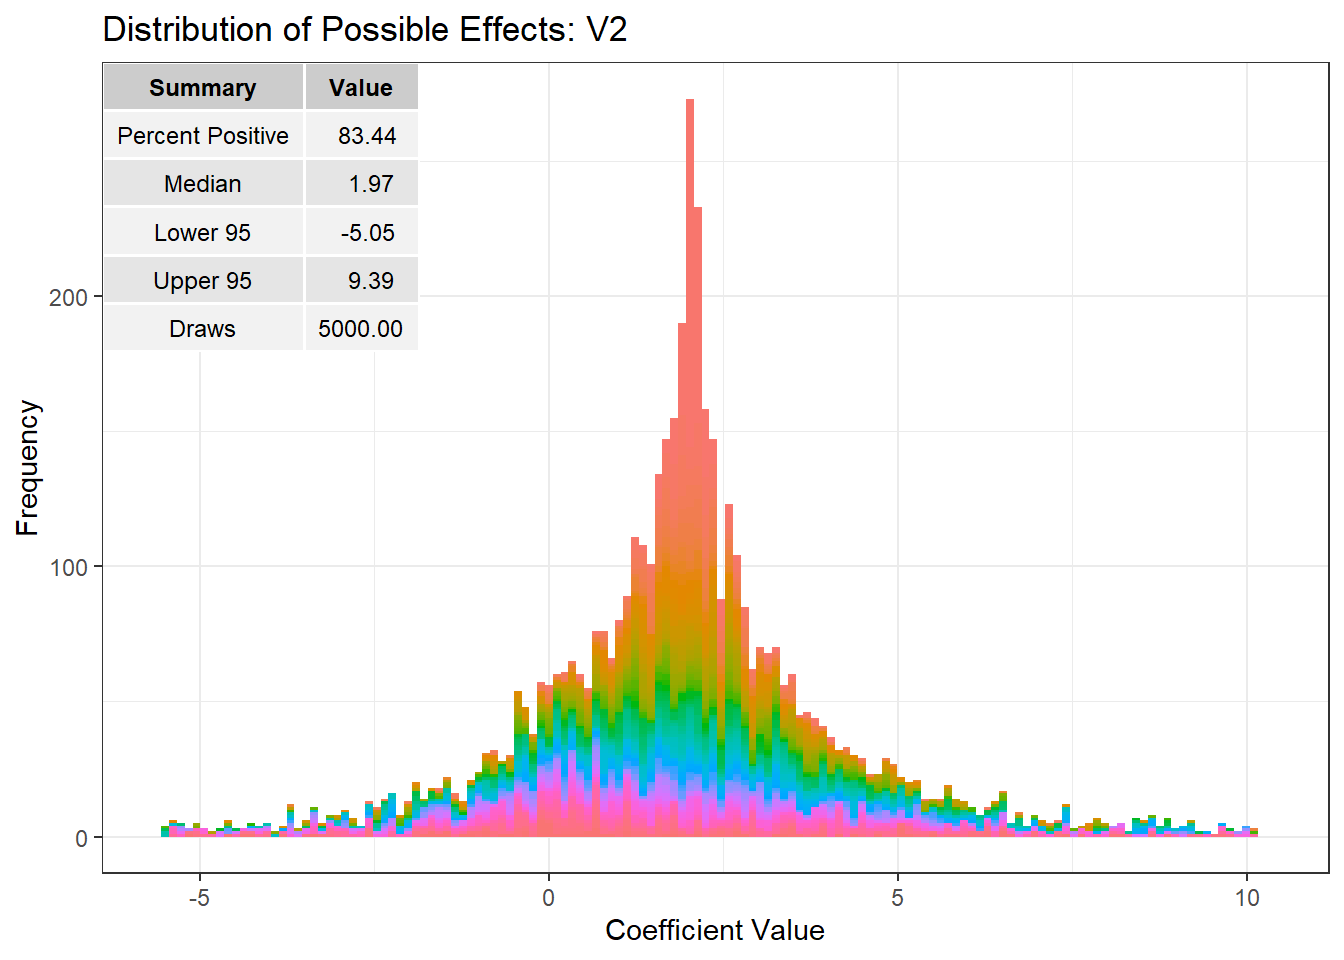 Distribution of Possible Effects: V2
Summary Value
Percent Positive 83.44
Median 1.97
Lower 95 -5.05
Upper 95 9.39
Draws 5000.00
Frequency
200
100
0
-5 0 5 10
Coefficient Value